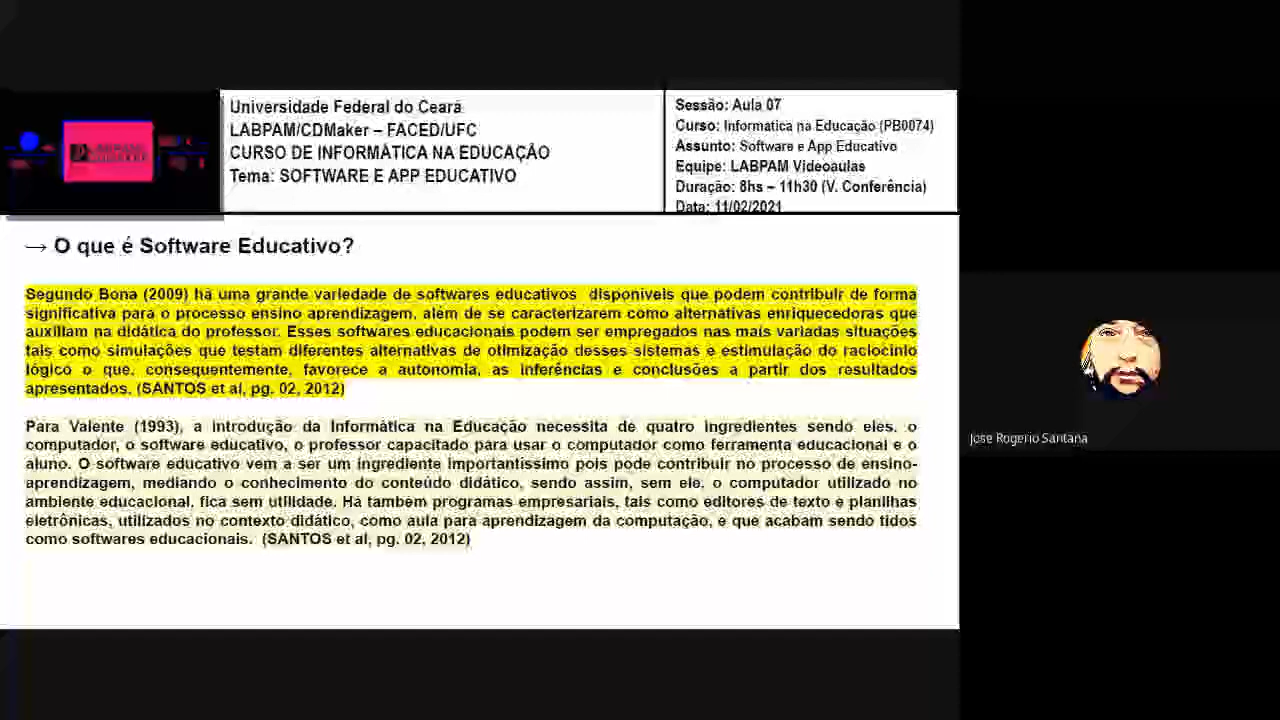 Universidade Federal do Ceará
LABPAM/CDMaker – FACED/UFC
CURSO DE INFORMÁTICA NA EDUCAÇÃO
Tema: SOFTWARE E APP EDUCATIVO
Sessão: Aula 07
Curso: Informatica na Educação (PB0074)
Assunto: Software e App Educativo
Equipe: LABPAM Videoaulas
Duração: 8hs – 11h30 (V. Conferência)
Data: 11/02/2021
→ O que é Software Educativo?
Segundo Bona (2009) há uma grande variedade de softwares educativos disponíveis que podem contribuir de forma
significativa para o processo ensino aprendizagem, além de se caracterizarem como alternativas enriquecedoras que
auxiliam na didática do professor. Esses softwares educacionais podem ser empregados nas mais variadas situações
tais como simulações que testam diferentes alternativas de otimização desses sistemas e estimulação do raciocínio
lógico o que, consequentemente, favorece a autonomia, as inferências e conclusões a partir dos resultados
apresentados. (SANTOS et al, pg. 02, 2012)
Para Valente (1993), a introdução da Informática na Educação necessita de quatro ingredientes sendo eles, o
computador, o software educativo, o professor capacitado para usar o computador como ferramenta educacional e o
aluno. O software educativo vem a ser um ingrediente importantíssimo pois pode contribuir no processo de ensino-
aprendizagem, mediando o conhecimento do conteúdo didático, sendo assim, sem ele, o computador utilizado no
ambiente educacional, fica sem utilidade. Há também programas empresariais, tais como editores de texto e planilhas
eletrônicas, utilizados no contexto didático, como aula para aprendizagem da computação, e que acabam sendo tidos
como softwares educacionais. (SANTOS et al, pg. 02, 2012)
Jose Rogerio Santana